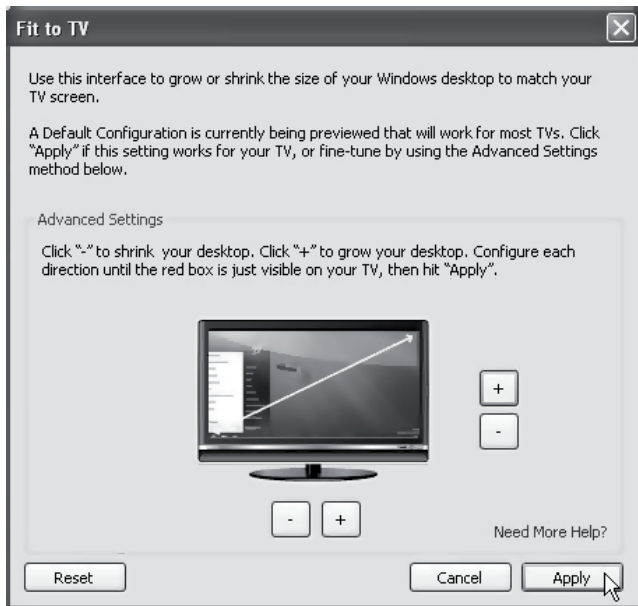 Fit to TV
Use this interface to grow or shrink the size of your Windows desktop to match your
TV screen.
A Default Configuration is currently being previewed that will work for most TVs. Click
“Apply” if this setting works for your TV, or fine-tune by using the Advanced Settings
method below.
Advanced Settings
Click “-” to shrink your desktop. Click “+” to grow your desktop. Configure each
direction until the red box is just visible on your TV, then hit “Apply”.
+
-
- +
Need More Help?
Reset Cancel Apply